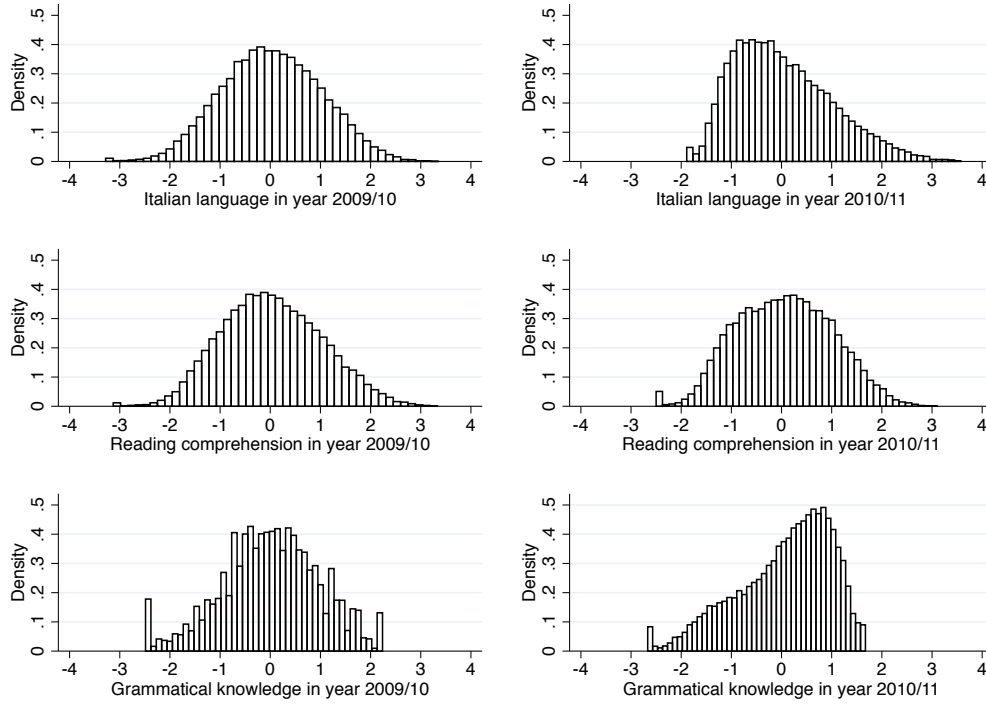 0 .1 .2 .3 .4 .5
Density
-4 -3 -2 -1 0 1 2 3 4
Italian language in year 2009/10
0 .1 .2 .3 .4 .5
Density
-4 -3 -2 -1 0 1 2 3 4
Italian language in year 2010/11
0 .1 .2 .3 .4 .5
Density
-4 -3 -2 -1 0 1 2 3 4
Reading comprehension in year 2009/10
0 .1 .2 .3 .4 .5
Density
-4 -3 -2 -1 0 1 2 3 4
Reading comprehension in year 2010/11
0 .1 .2 .3 .4 .5
Density
-4 -3 -2 -1 0 1 2 3 4
Grammatical knowledge in year 2009/10
0 .1 .2 .3 .4 .5
Density
-4 -3 -2 -1 0 1 2 3 4
Grammatical knowledge in year 2010/11